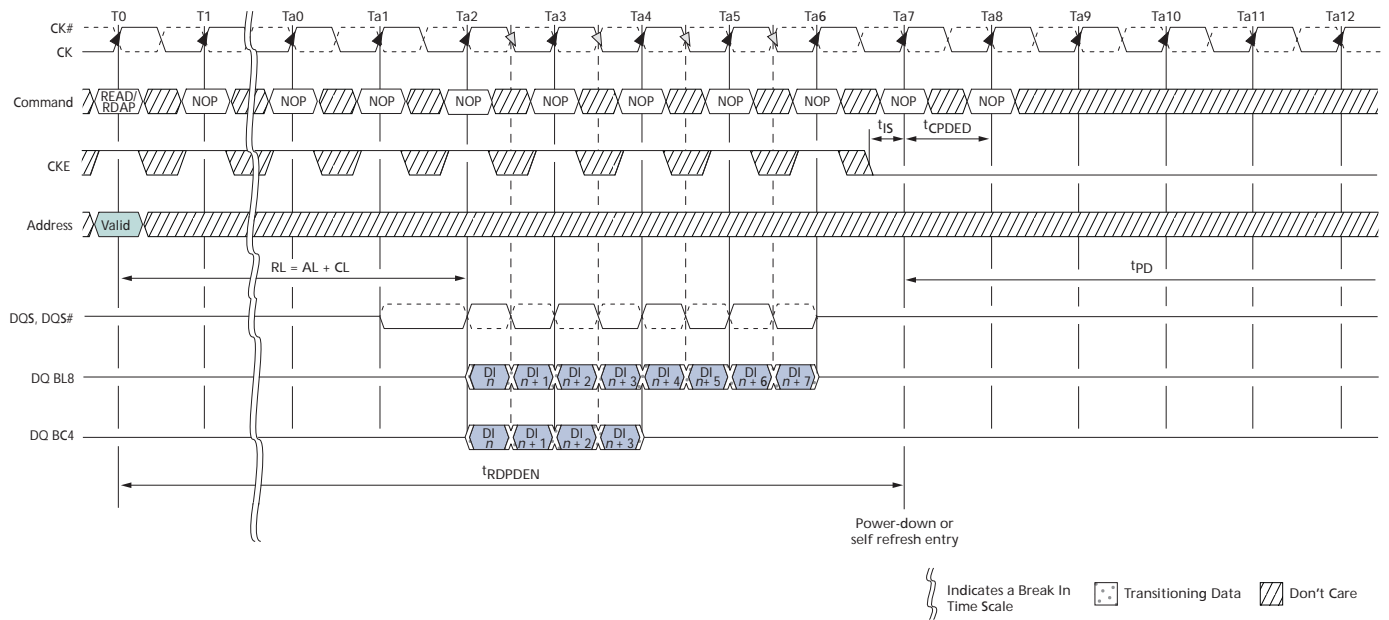 T0 T1 Ta0 Ta1 Ta2 Ta3 Ta4 Ta5 Ta6 Ta7 Ta8 Ta9 Ta10 Ta11 Ta12
CK#
CK
Command READ/ RDAP NOP NOP NOP NOP NOP NOP NOP NOP NOP NOP
tIS tCPDED
CKE
Address Valid
RL = AL + CL
tPD
DQS, DQS#
DQ BL8 DI n DI n + 1 DI n + 2 DI n + 3 DI n + 4 DI n+ 5 DI n + 6 DI n + 7
DQ BC4 DI n DI n + 1 DI n + 2 DI n + 3
tRDPDEN
Power-down or
self refresh entry
Indicates a Break In
Time Scale
Transitioning Data
Don't Care